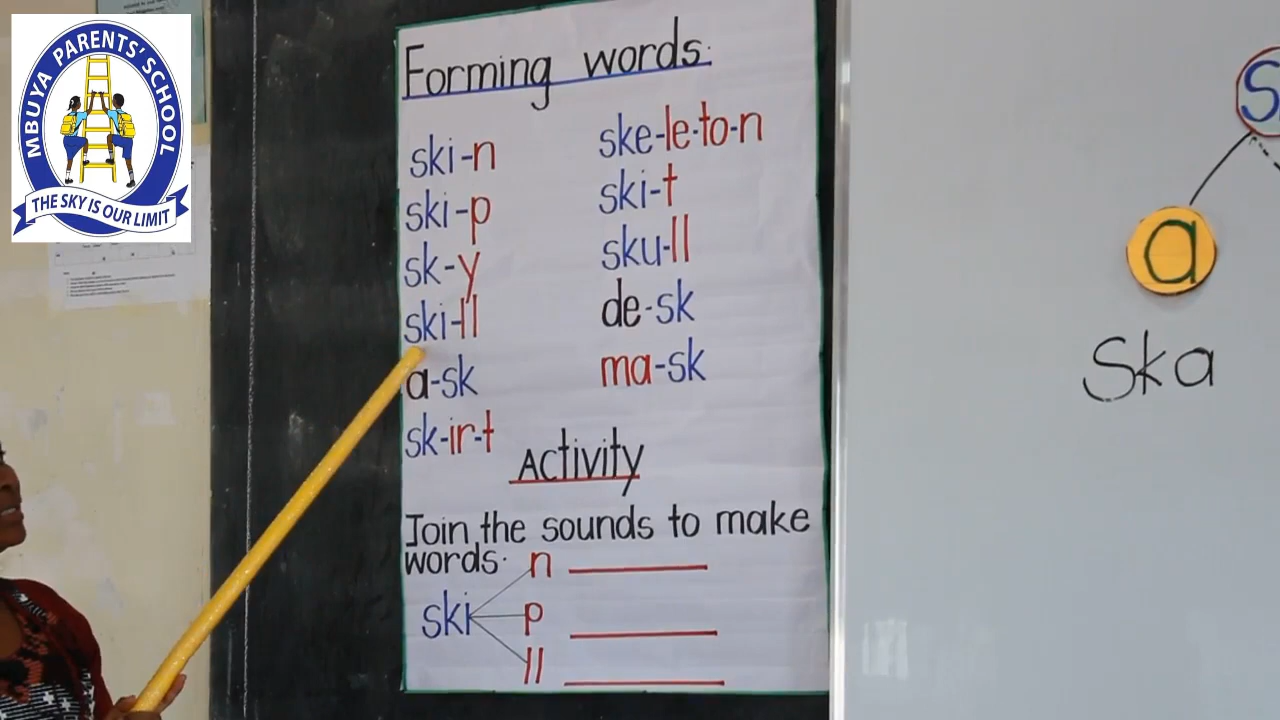 MBUYA PARENTS' SCHOOL
THE SKY IS OUR LIMIT
Forming words.
ski-n
ski-p
sk-y
ski-ll
a-sk
sk-ir-t
ske-le-to-n
ski-t
sku-ll
de-sk
ma-sk
Activity
Join the sounds to make
words.
ski
n
p
ll
a
Ska